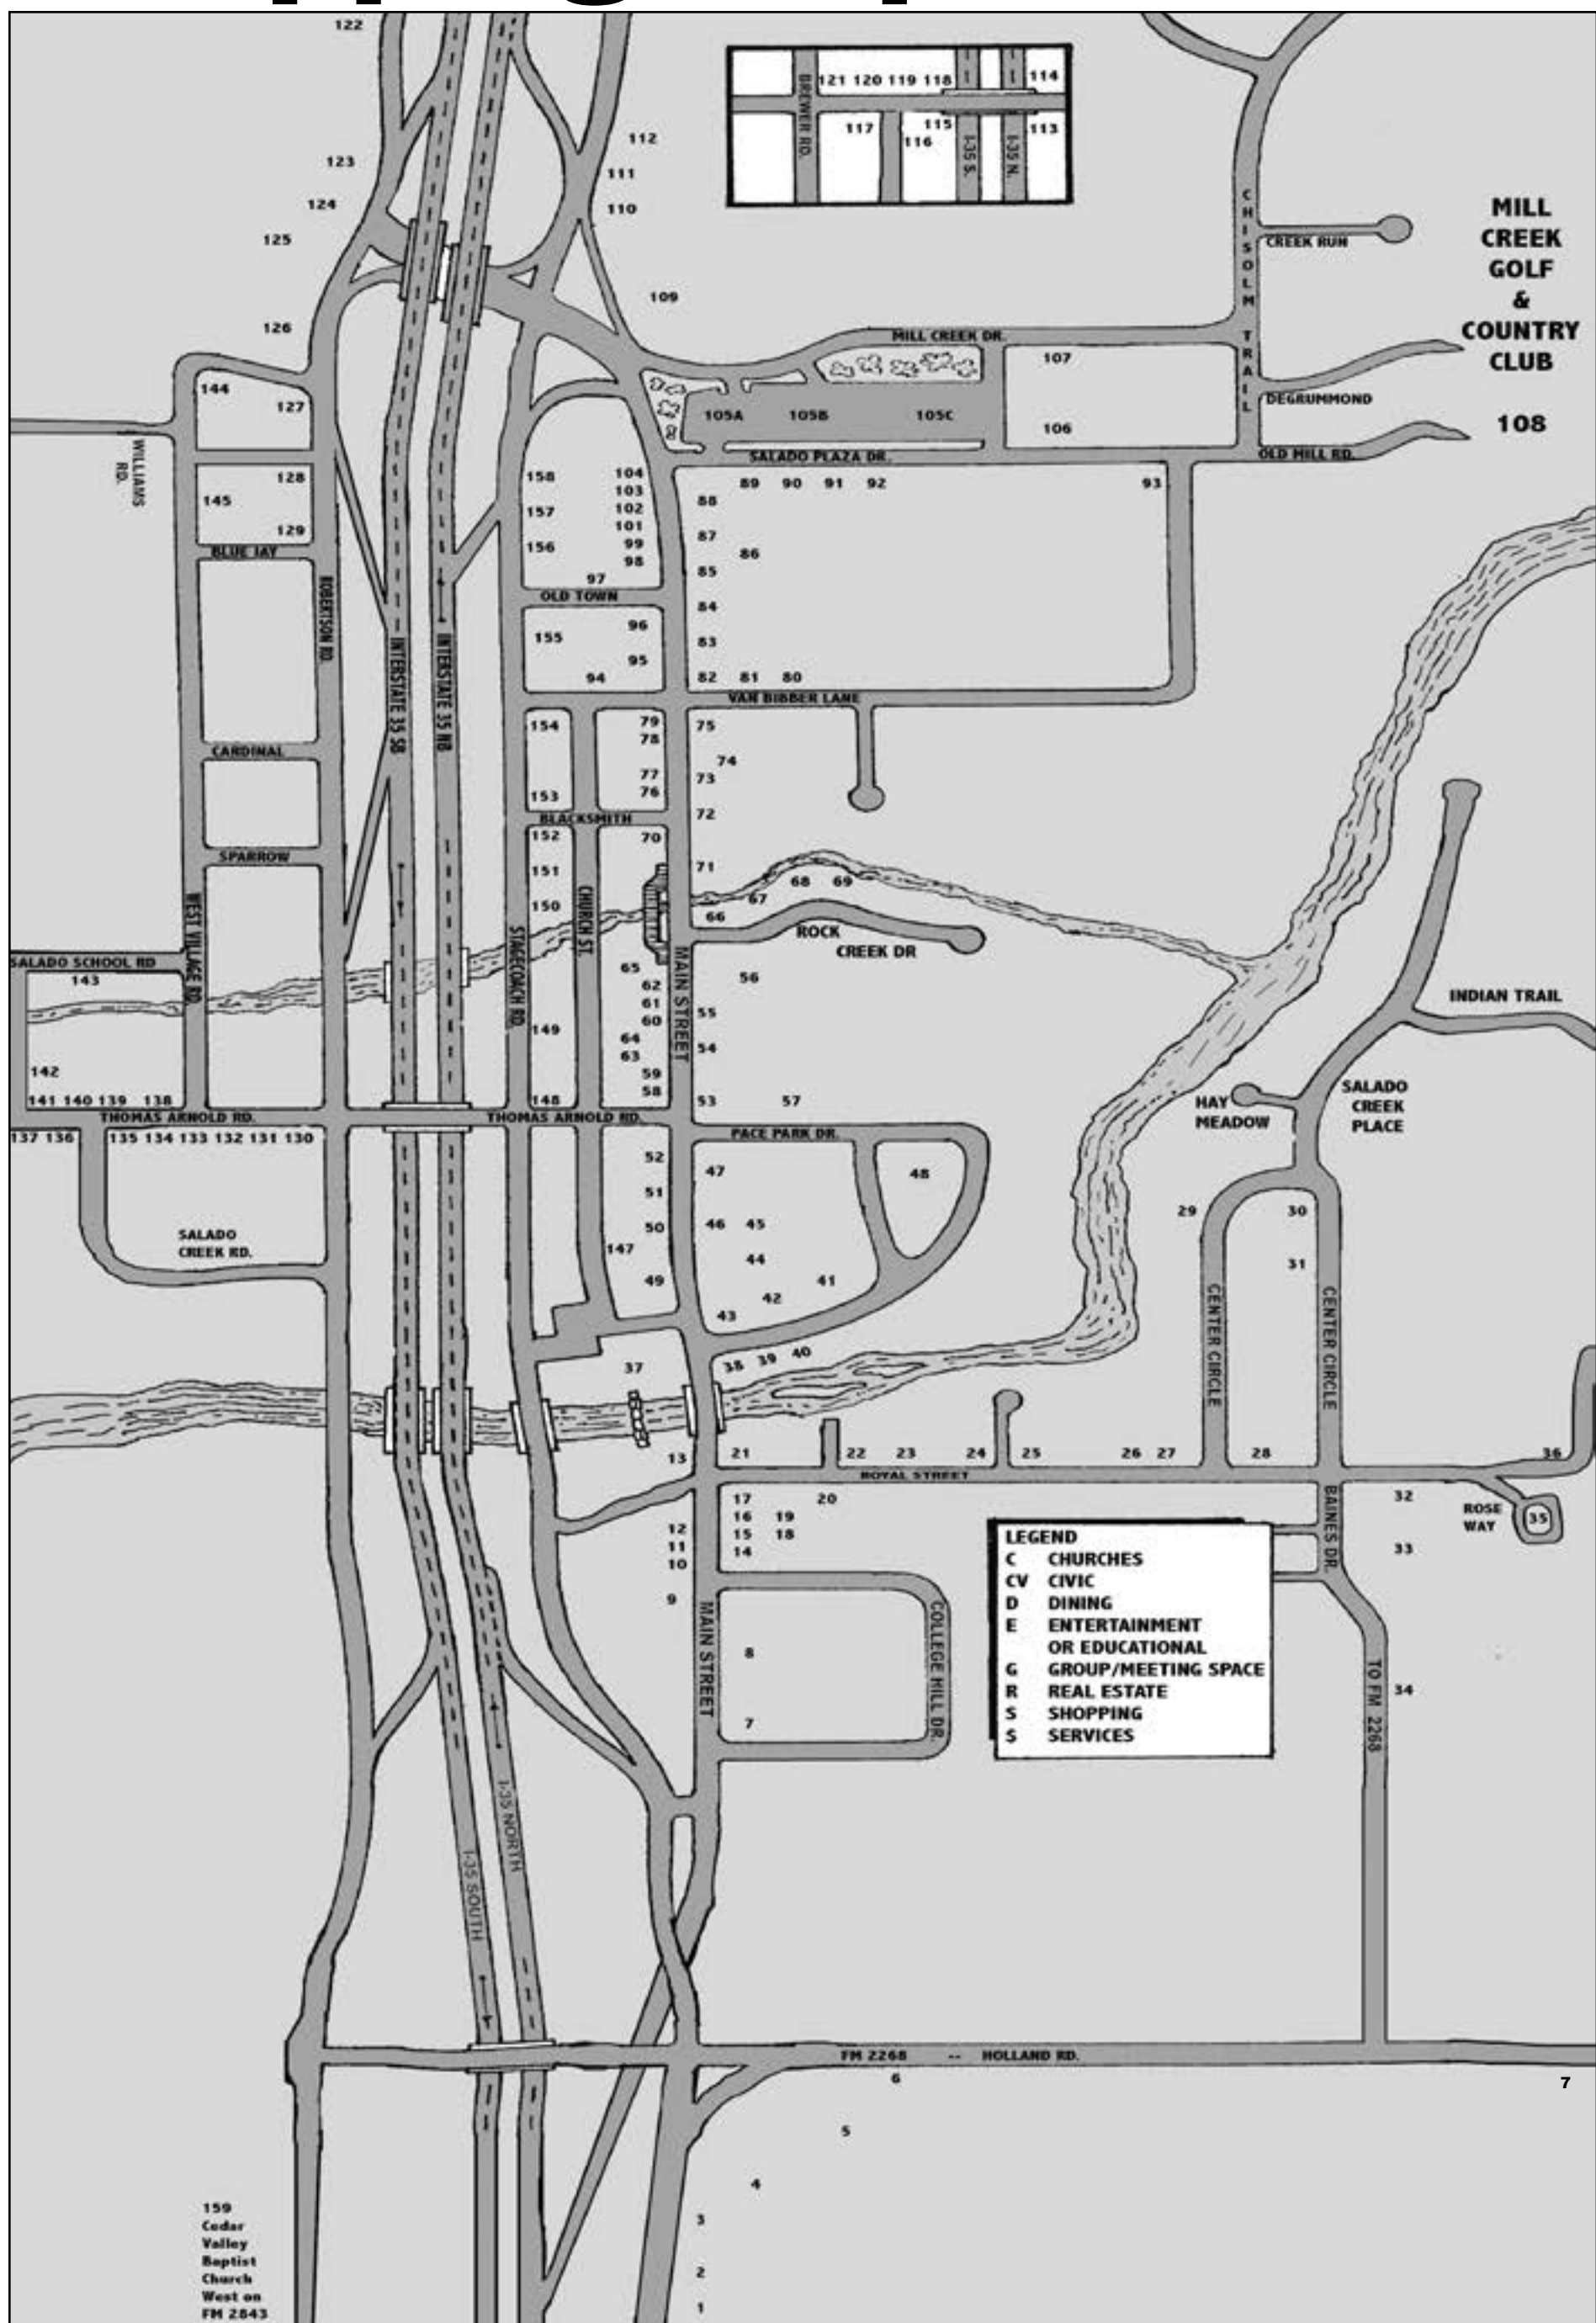 122
BREWER RD.
121 120 119 118
I
I
114
117
116
115
I-35 S.
I-35 N.
113
123
124
125
126
112
111
110
109
CHISOLM TRAIL
CREEK RUN
MILL
CREEK
GOLF
&
COUNTRY
CLUB
108
MILL CREEK DR.
107
106
DEGRUMMOND
OLD MILL RD.
105A 105B 105C
SALADO PLAZA DR.
144
127
WILLIAMS
RD.
128
145
129
BLUE JAY
ROBERTSON RD.
INTERSTATE 35 SB
INTERSTATE 35 NB
158
157
156
104
103
102
101
99
98
97
OLD TOWN
88
87
86
85
84
83
82 81 80
89 90 91 92
93
155
96
95
94
VAN BIBBER LANE
CARDINAL
SPARROW
WEST VILLAGE RD.
154
153
79
78
77
76
75
74
73
72
BLACKSMITH
152
151
150
70
71
CHURCH ST.
STAGECOACH RD.
MAIN STREET
66
67
68 69
ROCK
CREEK DR
SALADO SCHOOL RD
143
142
141 140 139 138
THOMAS ARNOLD RD.
137 136
135 134 133 132 131 130
SALADO
CREEK RD.
65
62
61
60
64
63
59
58
149
148
THOMAS ARNOLD RD.
56
55
54
53
57
PACE PARK DR.
INDIAN TRAIL
SALADO
CREEK
PLACE
HAY
MEADOW
52
51
50
147
49
47
48
46 45
44
41
42
43
37
38 39 40
29
30
31
CENTER CIRCLE
CENTER CIRCLE
13
21
22 23 24 25 26 27 28
36
ROYAL STREET
17
16 19
15 18
14
20
12
11
10
9
BAINES DR.
32
33
ROSE
WAY
35
34
TO FM 2268
LEGEND
C CHURCHES
CV CIVIC
D DINING
E ENTERTAINMENT
OR EDUCATIONAL
G GROUP/MEETING SPACE
R REAL ESTATE
S SHOPPING
$ SERVICES
MAIN STREET
COLLEGE HILL DR.
8
7
I-35 NORTH
I-35 SOUTH
FM 2268 -- HOLLAND RD.
6
7
5
4
3
2
1
159
Cedar
Valley
Baptist
Church
West on
FM 2843